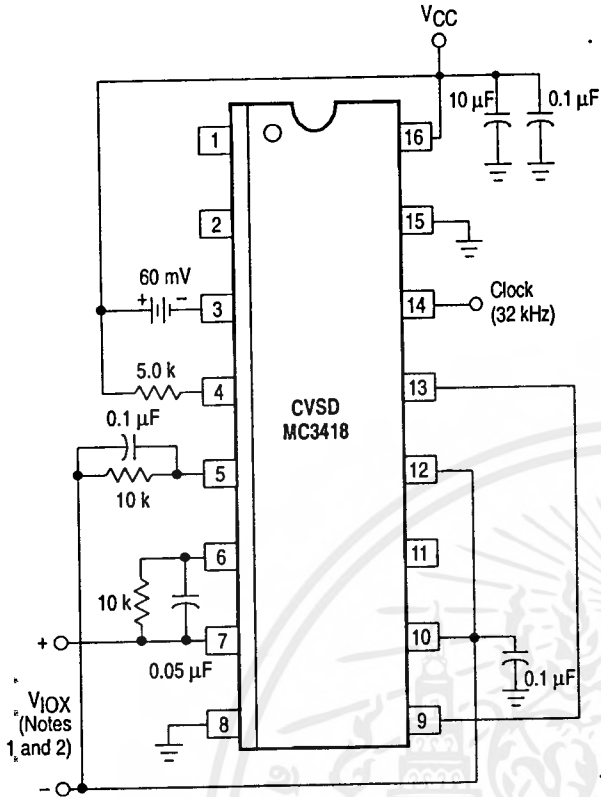 VCC
10 µF
0.1 µF
1
16
2
15
60 mV
+
-
3
14
Clock
(32 kHz)
5.0 k
4
13
CVSD
MC3418
0.1 µF
10 k
5
12
6
11
10 k
0.05 µF
+
7
10
0.1 µF
VIOX
(Notes
1 and 2)
8
9
-